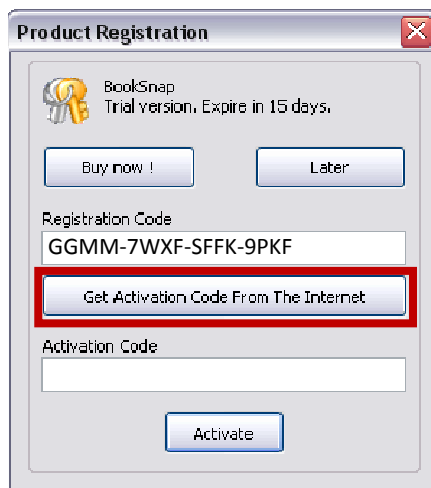 Product Registration
BookSnap
Trial version. Expire in 15 days.
Buy now !
Later
Registration Code
GGMM-7WXF-SFFK-9PKF
Get Activation Code From The Internet
Activation Code
Activate